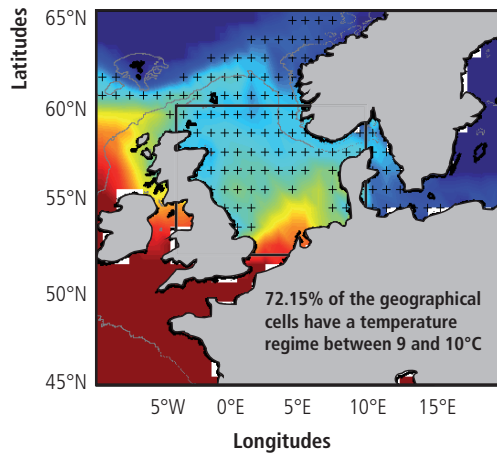 Latitudes
65°N
60°N
55°N
50°N
45°N
72.15% of the geographical
cells have a temperature
regime between 9 and 10°C
5°W 0°E 5°E 10°E 15°E
Longitudes